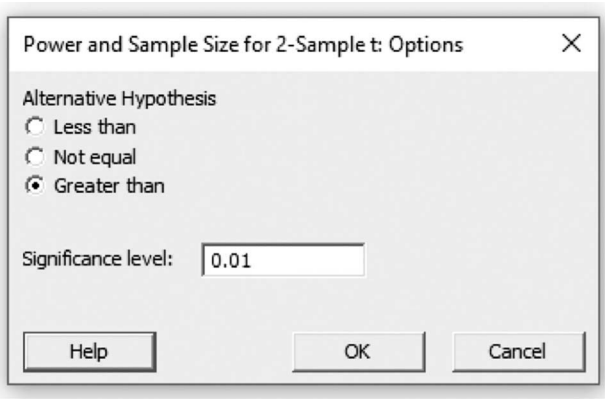 Power and Sample Size for 2-Sample t: Options
Alternative Hypothesis
Less than
Not equal
Greater than
Significance level: 0.01
Help OK Cancel